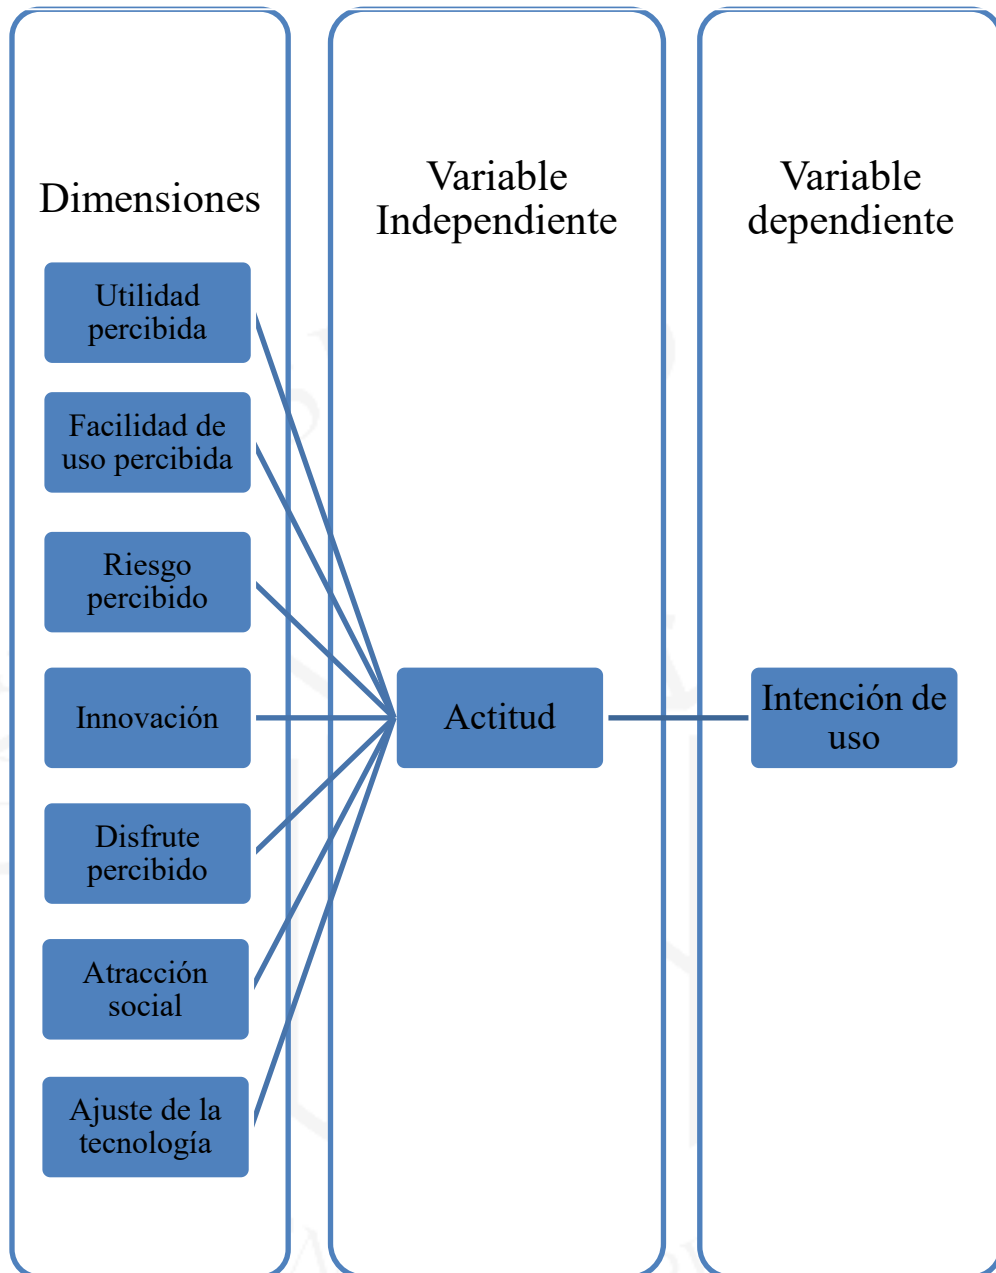 Dimensiones
Utilidad
percibida
Facilidad de
uso percibida
Riesgo
percibido
Innovación
Disfrute
percibido
Atracción
social
Ajuste de la
tecnología
Variable
Independiente
Actitud
Variable
dependiente
Intención de
uso